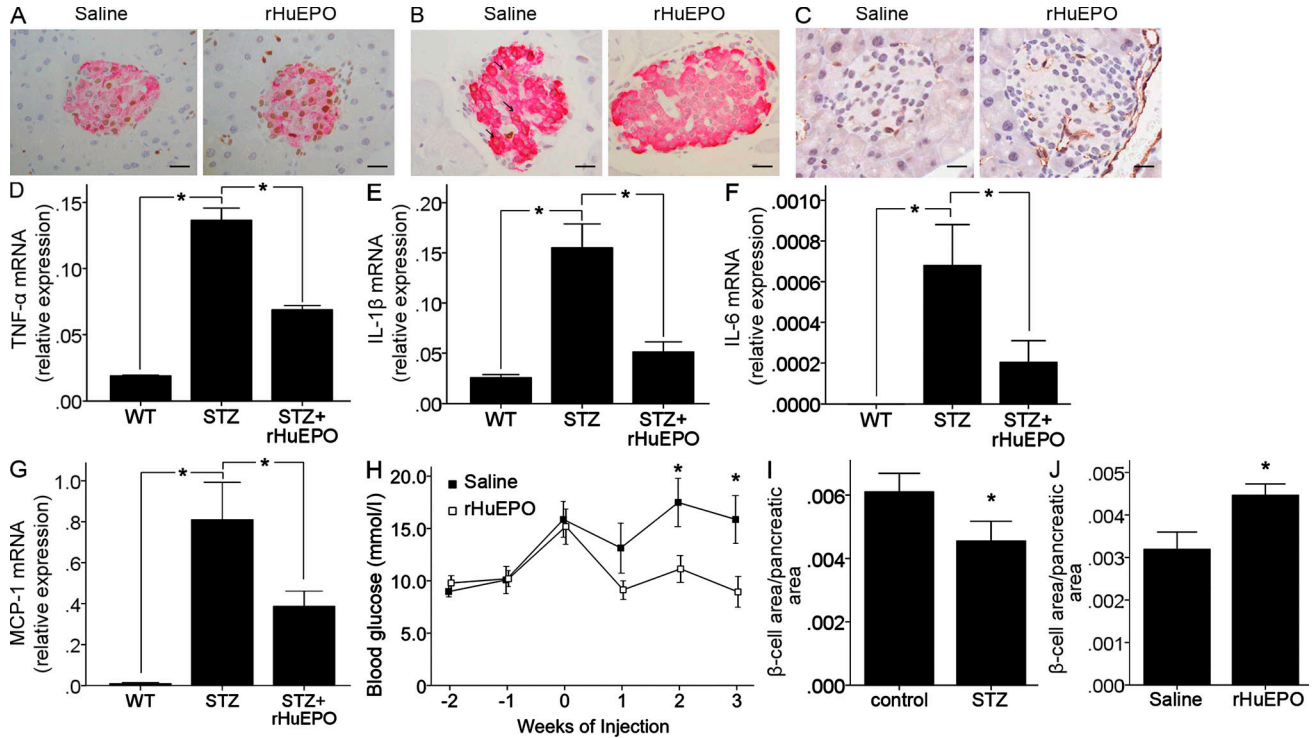 A Saline rHuEPO
B Saline rHuEPO
C Saline rHuEPO
D
TNF-α mRNA
(relative expression)
.15
.10
.05
.00
* *
WT STZ STZ+
rHuEPO
E
IL-1β mRNA
(relative expression)
.20
.15
.10
.05
.00
* *
WT STZ STZ+
rHuEPO
F
IL-6 mRNA
(relative expression)
.0010
.0008
.0006
.0004
.0002
.0000
* *
WT STZ STZ+
rHuEPO
G
MCP-1 mRNA
(relative expression)
1.0
.8
.6
.4
.2
.0
* *
WT STZ STZ+
rHuEPO
H
Blood glucose (mmol/l)
20.0
15.0
10.0
5.0
Saline
rHuEPO
* *
-2 -1 0 1 2 3
Weeks of Injection
I
β-cell area/pancreatic
area
.006
.004
.002
.000
*
control STZ
J
β-cell area/pancreatic
area
.005
.004
.003
.002
.001
.000
*
Saline rHuEPO